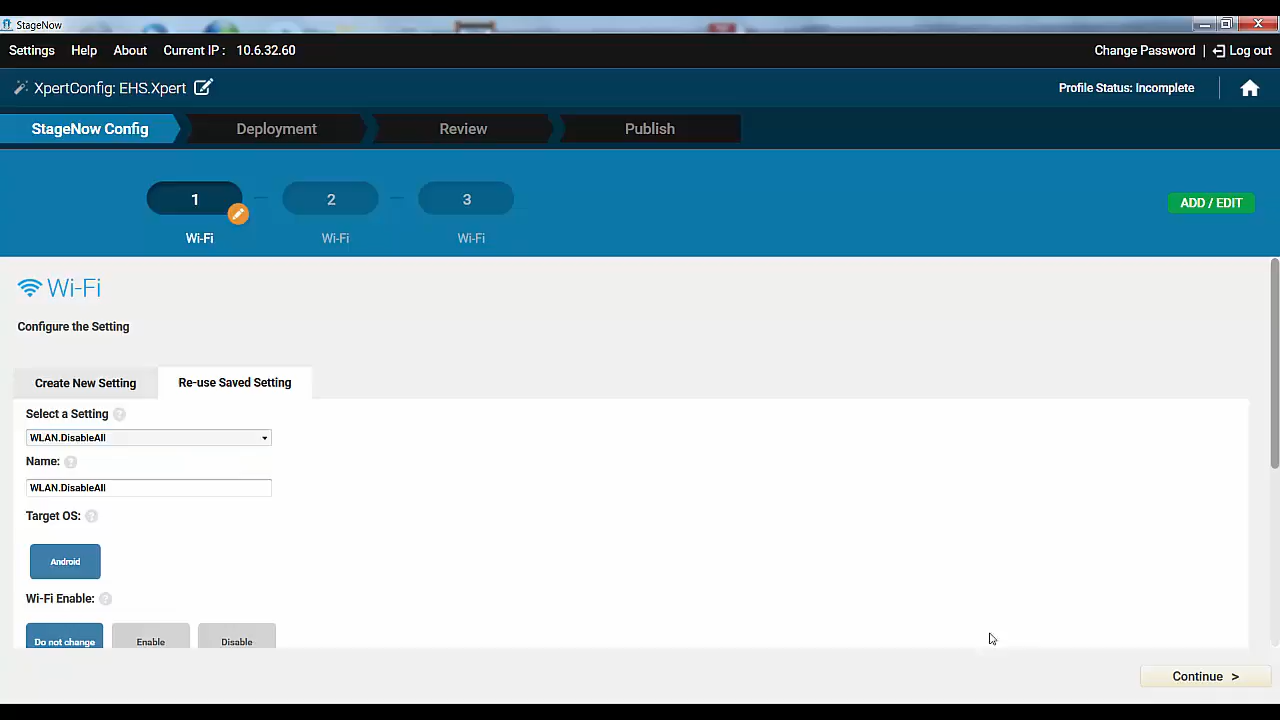 StageNow
Settings Help About Current IP : 10.6.32.60 Change Password | Log out
XpertConfig: EHS.Xpert Profile Status: Incomplete
StageNow Config Deployment Review Publish
1 2 3
ADD / EDIT
Wi-Fi Wi-Fi Wi-Fi
Wi-Fi
Configure the Setting
Create New Setting Re-use Saved Setting
Select a Setting ?
WLAN.DisableAll
Name: ?
WLAN.DisableAll
Target OS: ?
Android
Wi-Fi Enable: ?
Do not change Enable Disable
Continue >